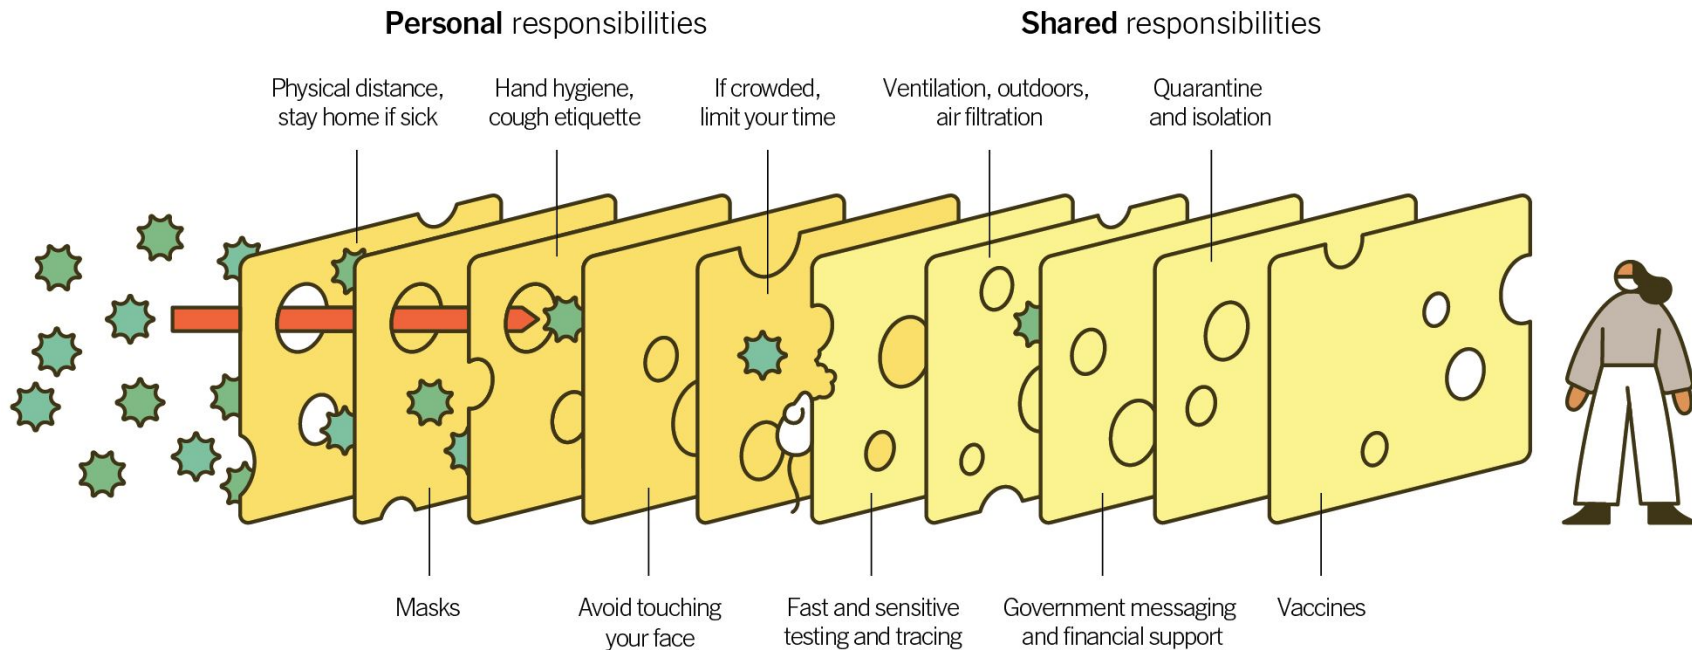 Personal responsibilities
Shared responsibilities
Physical distance,
stay home if sick
Hand hygiene,
cough etiquette
If crowded,
limit your time
Ventilation, outdoors,
air filtration
Quarantine
and isolation
Masks
Avoid touching
your face
Fast and sensitive
testing and tracing
Government messaging
and financial support
Vaccines